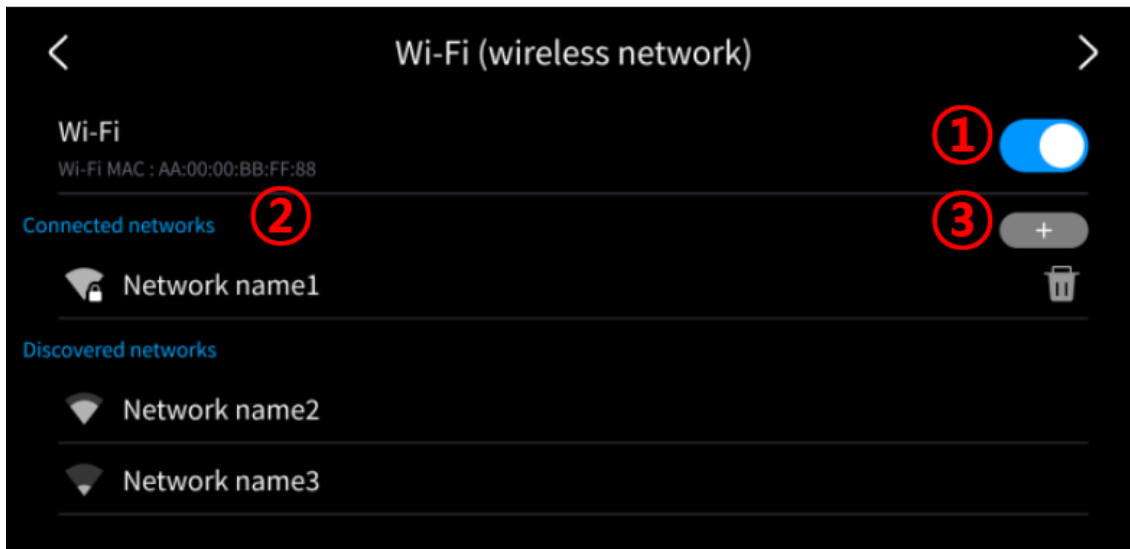 Wi-Fi (wireless network)
Wi-Fi ①
Wi-Fi MAC : AA:00:00:BB:FF:88
Connected networks ② ③ +
Network name1
Discovered networks
Network name2
Network name3